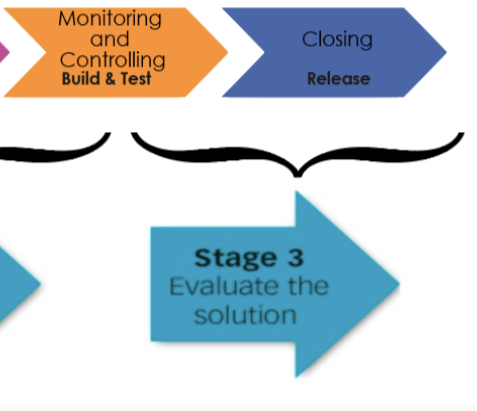 Monitoring
and
Controlling
Build & Test
Closing
Release
Stage 3
Evaluate the
solution